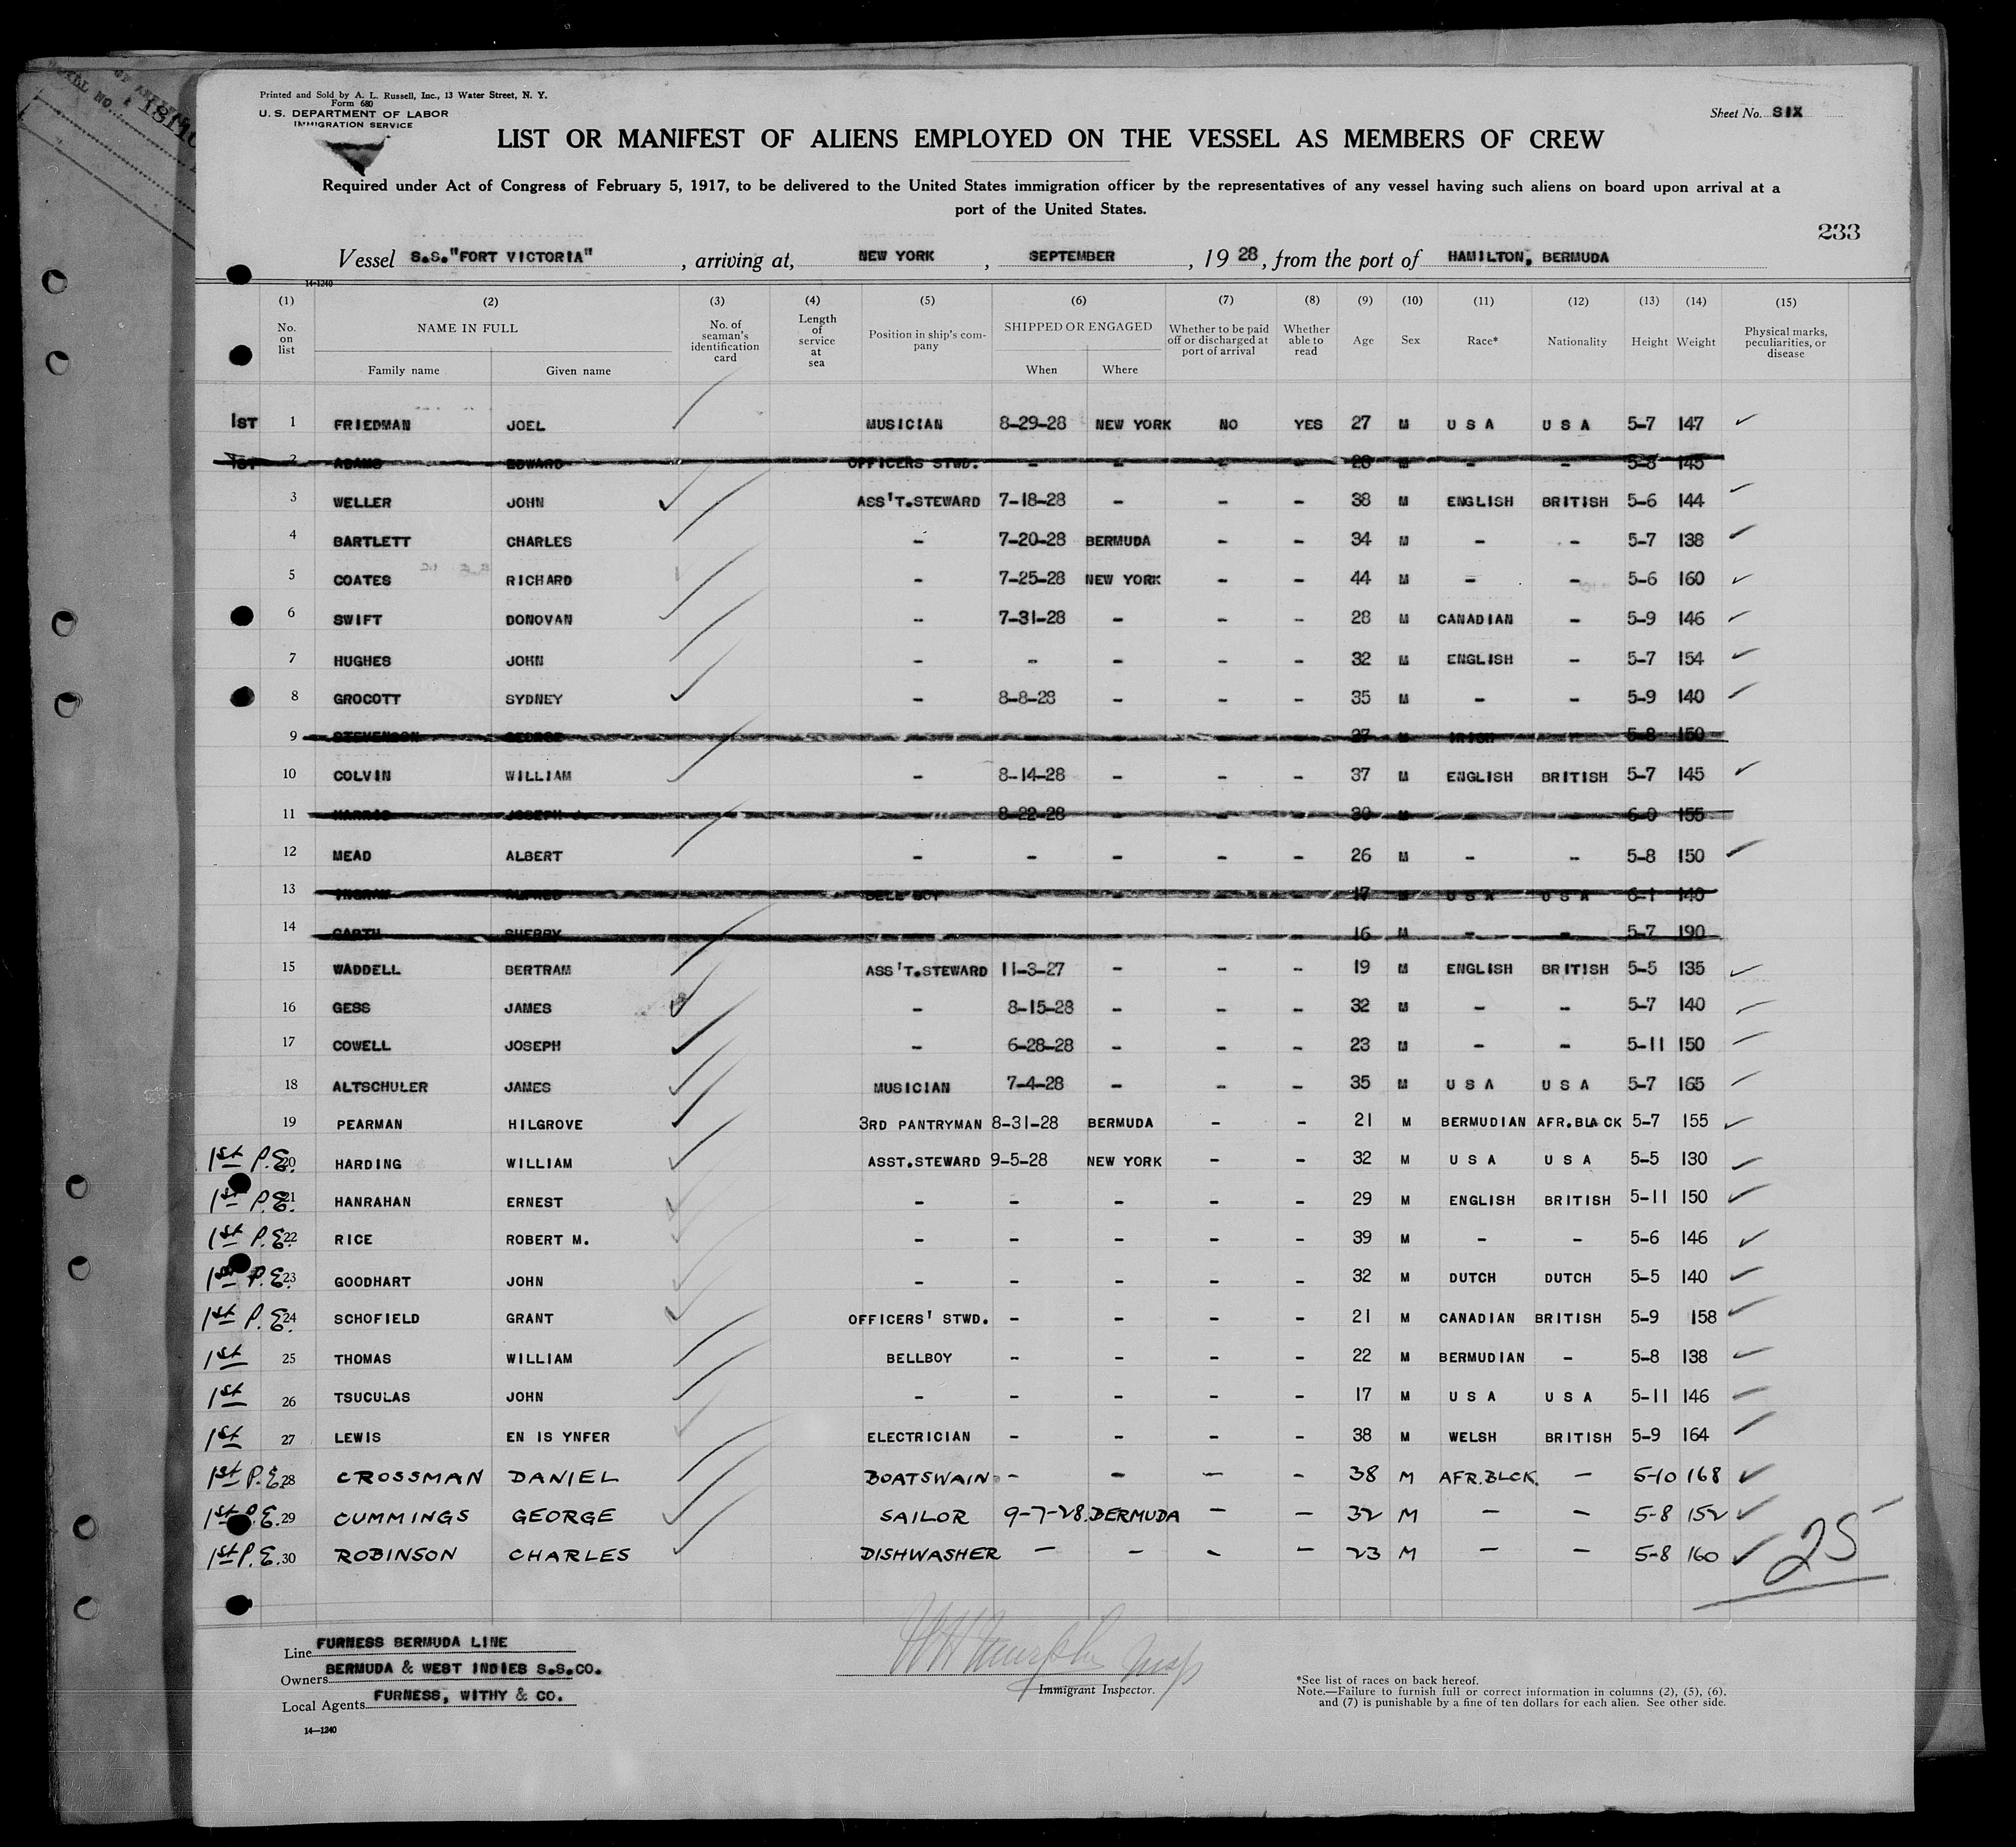 BILL NO.
Printed and Sold by A. L. Russell, Inc., 13 Water Street, N. Y.
Form 680
U. S. DEPARTMENT OF LABOR
IMMIGRATION SERVICE
Sheet No. SIX
LIST OR MANIFEST OF ALIENS EMPLOYED ON THE VESSEL AS MEMBERS OF CREW
Required under Act of Congress of February 5, 1917, to be delivered to the United States immigration officer by the representatives of any vessel having such aliens on board upon arrival at a
port of the United States.
233
Vessel S.S."FORT VICTORIA", arriving at, NEW YORK, SEPTEMBER, 1928, from the port of HAMILTON, BERMUDA
14-1240
(1) (2) (3) (4) (5) (6) (7) (8) (9) (10) (11) (12) (13) (14) (15)
No. on list NAME IN FULL Family name Given name No. of seaman's identification card Length of service at sea Position in ship's company SHIPPED OR ENGAGED When Where Whether to be paid off or discharged at port of arrival Whether able to read Age Sex Race* Nationality Height Weight Physical marks, peculiarities, or disease
1ST 1 FRIEDMAN JOEL MUSICIAN 8-29-28 NEW YORK NO YES 27 M U S A U S A 5-7 147
1ST 2 ADAMS EDWARD OFFICERS STWD. - - - - 28 M - - 5-8 145
3 WELLER JOHN ASS'T.STEWARD 7-18-28 - - - 38 M ENGLISH BRITISH 5-6 144
4 BARTLETT CHARLES - 7-20-28 BERMUDA - - 34 M - - 5-7 138
5 COATES RICHARD - 7-25-28 NEW YORK - - 44 M - - 5-6 160
6 SWIFT DONOVAN - 7-31-28 - - - 28 M CANADIAN - 5-9 146
7 HUGHES JOHN - - - - - 32 M ENGLISH - 5-7 154
8 GROCOTT SYDNEY - 8-8-28 - - - 35 M - - 5-9 140
9 STEVENSON GEORGE - - - - - 27 M IRISH - 5-8 150
10 COLVIN WILLIAM - 8-14-28 - - - 37 M ENGLISH BRITISH 5-7 145
11 HARRIS JOSEPH J. - 8-22-28 - - - 30 M - - 6-0 155
12 MEAD ALBERT - - - - - 26 M - - 5-8 150
13 INGRAM ALFRED BELL BOY - - - - 17 M U S A U S A 6-1 140
14 GARTH SHERRY - - - - - 16 M - - 5-7 190
15 WADDELL BERTRAM ASS'T.STEWARD 11-3-27 - - - 19 M ENGLISH BRITISH 5-5 135
16 GESS JAMES - 8-15-28 - - - 32 M - - 5-7 140
17 COWELL JOSEPH - 6-28-28 - - - 23 M - - 5-11 150
18 ALTSCHULER JAMES MUSICIAN 7-4-28 - - - 35 M U S A U S A 5-7 165
19 PEARMAN HILGROVE 3RD PANTRYMAN 8-31-28 BERMUDA - - 21 M BERMUDIAN AFR.BLACK 5-7 155
1st P.E. 20 HARDING WILLIAM ASST.STEWARD 9-5-28 NEW YORK - - 32 M U S A U S A 5-5 130
1st P.E. 21 HANRAHAN ERNEST - - - - - 29 M ENGLISH BRITISH 5-11 150
1st P.E. 22 RICE ROBERT M. - - - - - 39 M - - 5-6 146
1st P.E. 23 GOODHART JOHN - - - - - 32 M DUTCH DUTCH 5-5 140
1st P.E. 24 SCHOFIELD GRANT OFFICERS' STWD. - - - - 21 M CANADIAN BRITISH 5-9 158
1st 25 THOMAS WILLIAM BELLBOY - - - - 22 M BERMUDIAN - 5-8 138
1st 26 TSUCULAS JOHN - - - - - 17 M U S A U S A 5-11 146
1st 27 LEWIS EN IS YNFER ELECTRICIAN - - - - 38 M WELSH BRITISH 5-9 164
1st P.E. 28 CROSSMAN DANIEL BOATSWAIN - - - - 38 M AFR.BLCK. - 5-10 168
1st P.E. 29 CUMMINGS GEORGE SAILOR 9-7-28. BERMUDA - - 32 M - - 5-8 152
1st P.E. 30 ROBINSON CHARLES DISHWASHER - - - - 23 M - - 5-8 160
25
Line FURNESS BERMUDA LINE
Owners BERMUDA & WEST INDIES S.S.CO.
Local Agents FURNESS, WITHY & CO.
Immigrant Inspector.
*See list of races on back hereof.
Note.—Failure to furnish full or correct information in columns (2), (5), (6),
and (7) is punishable by a fine of ten dollars for each alien. See other side.
14—1240